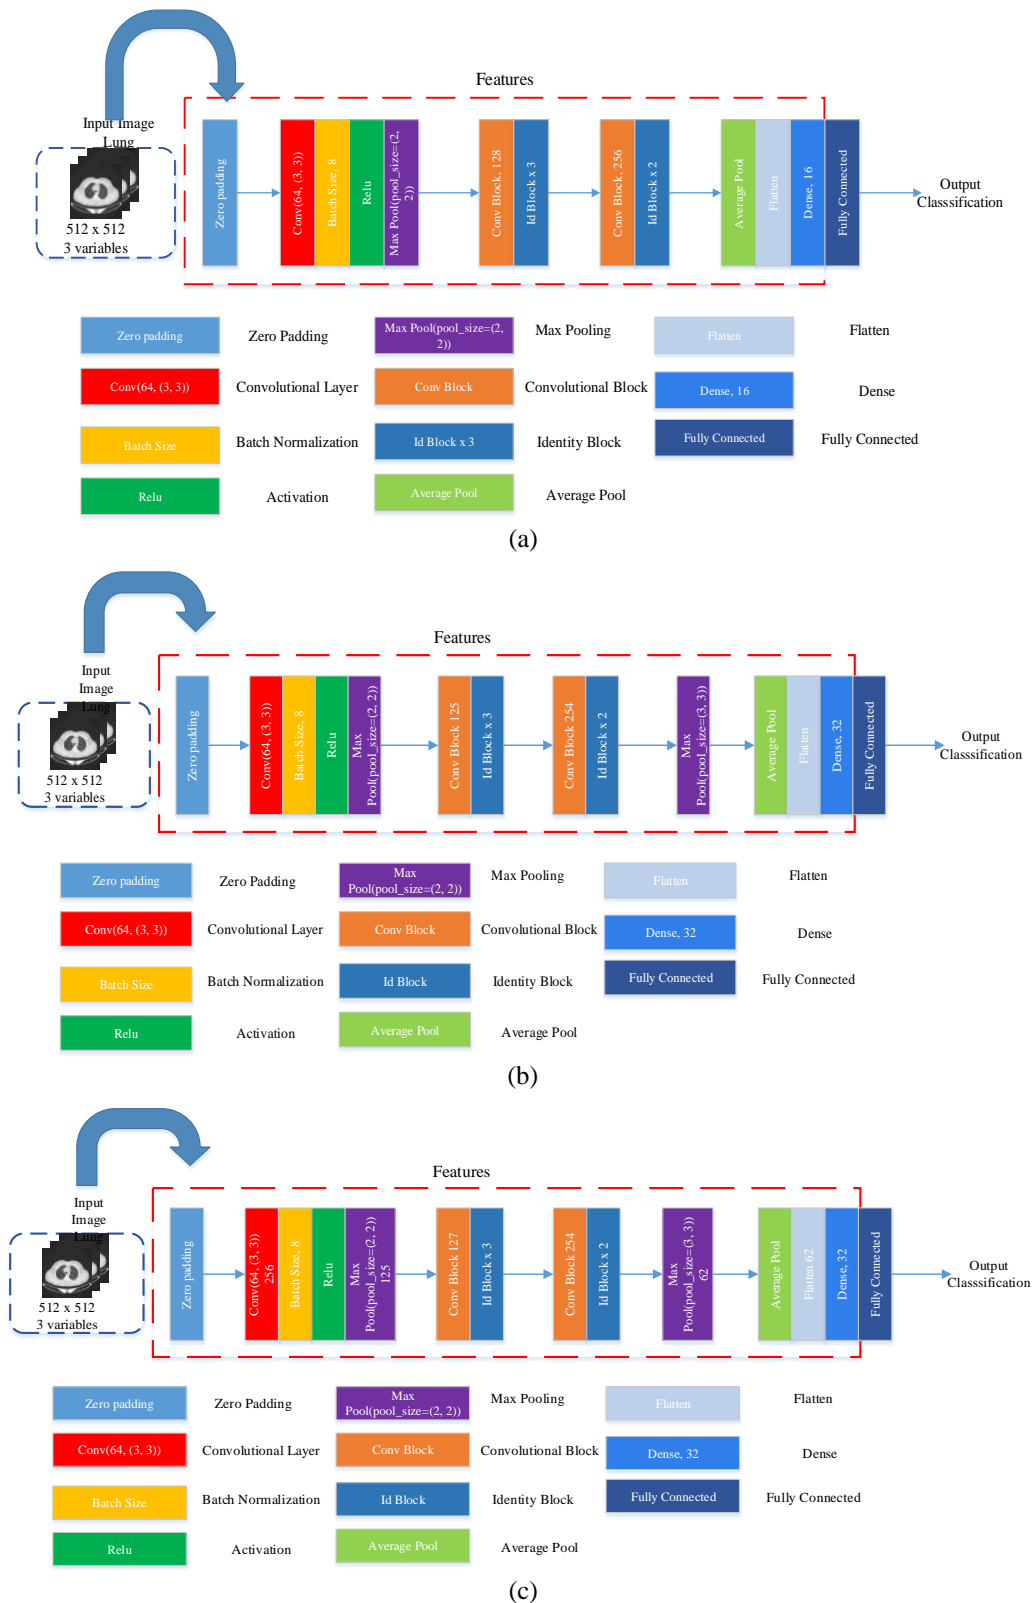 Features
Input Image
Lung
512 x 512
3 variables
Zero padding
Conv(64, (3, 3))
Batch Size, 8
Relu
Max Pool(pool_size=(2,
2))
Conv Block, 128
Id Block x 3
Conv Block, 256
Id Block x 2
Average Pool
Flatten
Dense, 16
Fully Connected
Output
Classsification
Zero padding
Zero Padding
Max Pool(pool_size=(2,
2))
Max Pooling
Flatten
Flatten
Conv(64, (3, 3))
Convolutional Layer
Conv Block
Convolutional Block
Dense, 16
Dense
Batch Size
Batch Normalization
Id Block x 3
Identity Block
Fully Connected
Fully Connected
Relu
Activation
Average Pool
Average Pool
(a)
Features
Input
Image
Lung
512 x 512
3 variables
Zero padding
Conv(64, (3, 3))
Batch Size, 8
Relu
Max
Pool(pool_size=(2, 2))
Conv Block 125
Id Block x 3
Conv Block 254
Id Block x 2
Max
Pool(pool_size=(3, 3))
Average Pool
Flatten
Dense, 32
Fully Connected
Output
Classsification
Zero padding
Zero Padding
Max
Pool(pool_size=(2, 2))
Max Pooling
Flatten
Flatten
Conv(64, (3, 3))
Convolutional Layer
Conv Block
Convolutional Block
Dense, 32
Dense
Batch Size
Batch Normalization
Id Block
Identity Block
Fully Connected
Fully Connected
Relu
Activation
Average Pool
Average Pool
(b)
Features
Input
Image
Lung
512 x 512
3 variables
Zero padding
Conv(64, (3, 3))
256
Batch Size, 8
Relu
Max
Pool(pool_size=(2, 2))
125
Conv Block 127
Id Block x 3
Conv Block 254
Id Block x 2
Max
Pool(pool_size=(3, 3))
62
Average Pool
Flatten 62
Dense, 32
Fully Connected
Output
Classsification
Zero padding
Zero Padding
Max
Pool(pool_size=(2, 2))
Max Pooling
Flatten
Flatten
Conv(64, (3, 3))
Convolutional Layer
Conv Block
Convolutional Block
Dense, 32
Dense
Batch Size
Batch Normalization
Id Block
Identity Block
Fully Connected
Fully Connected
Relu
Activation
Average Pool
Average Pool
(c)